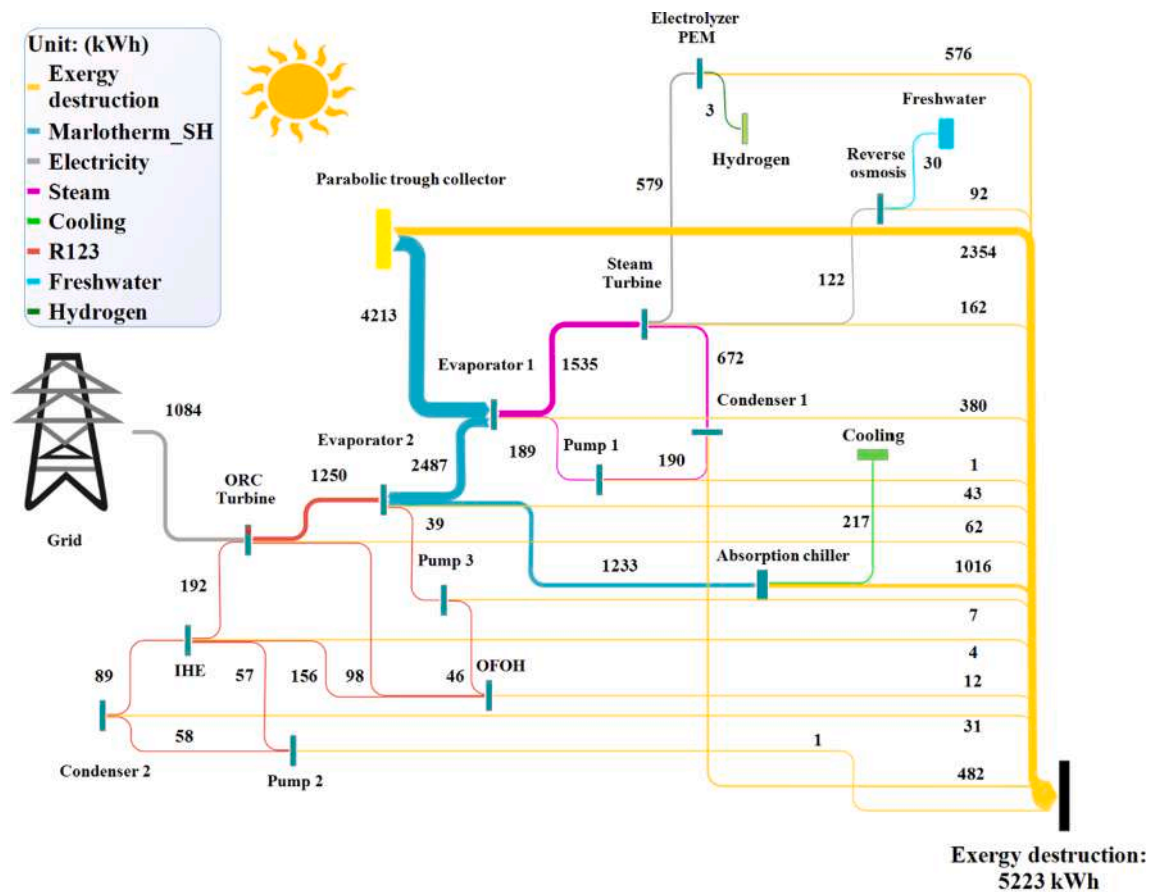 Unit: (kWh)
Exergy
destruction
Marlotherm_SH
Electricity
Steam
Cooling
R123
Freshwater
Hydrogen
Electrolyzer
PEM
576
3
Hydrogen
Freshwater
30
Reverse
osmosis
92
579
Parabolic trough collector
2354
Steam
Turbine
122
162
4213
Evaporator 1
1535
672
Condenser 1
380
1084
Evaporator 2
2487
189
Pump 1
190
Cooling
1
ORC
Turbine
1250
39
43
217
62
Grid
Pump 3
1233
Absorption chiller
1016
192
7
IHE
4
89
57
156
98
46
OFOH
12
58
31
Condenser 2
Pump 2
1
482
Exergy destruction:
5223 kWh